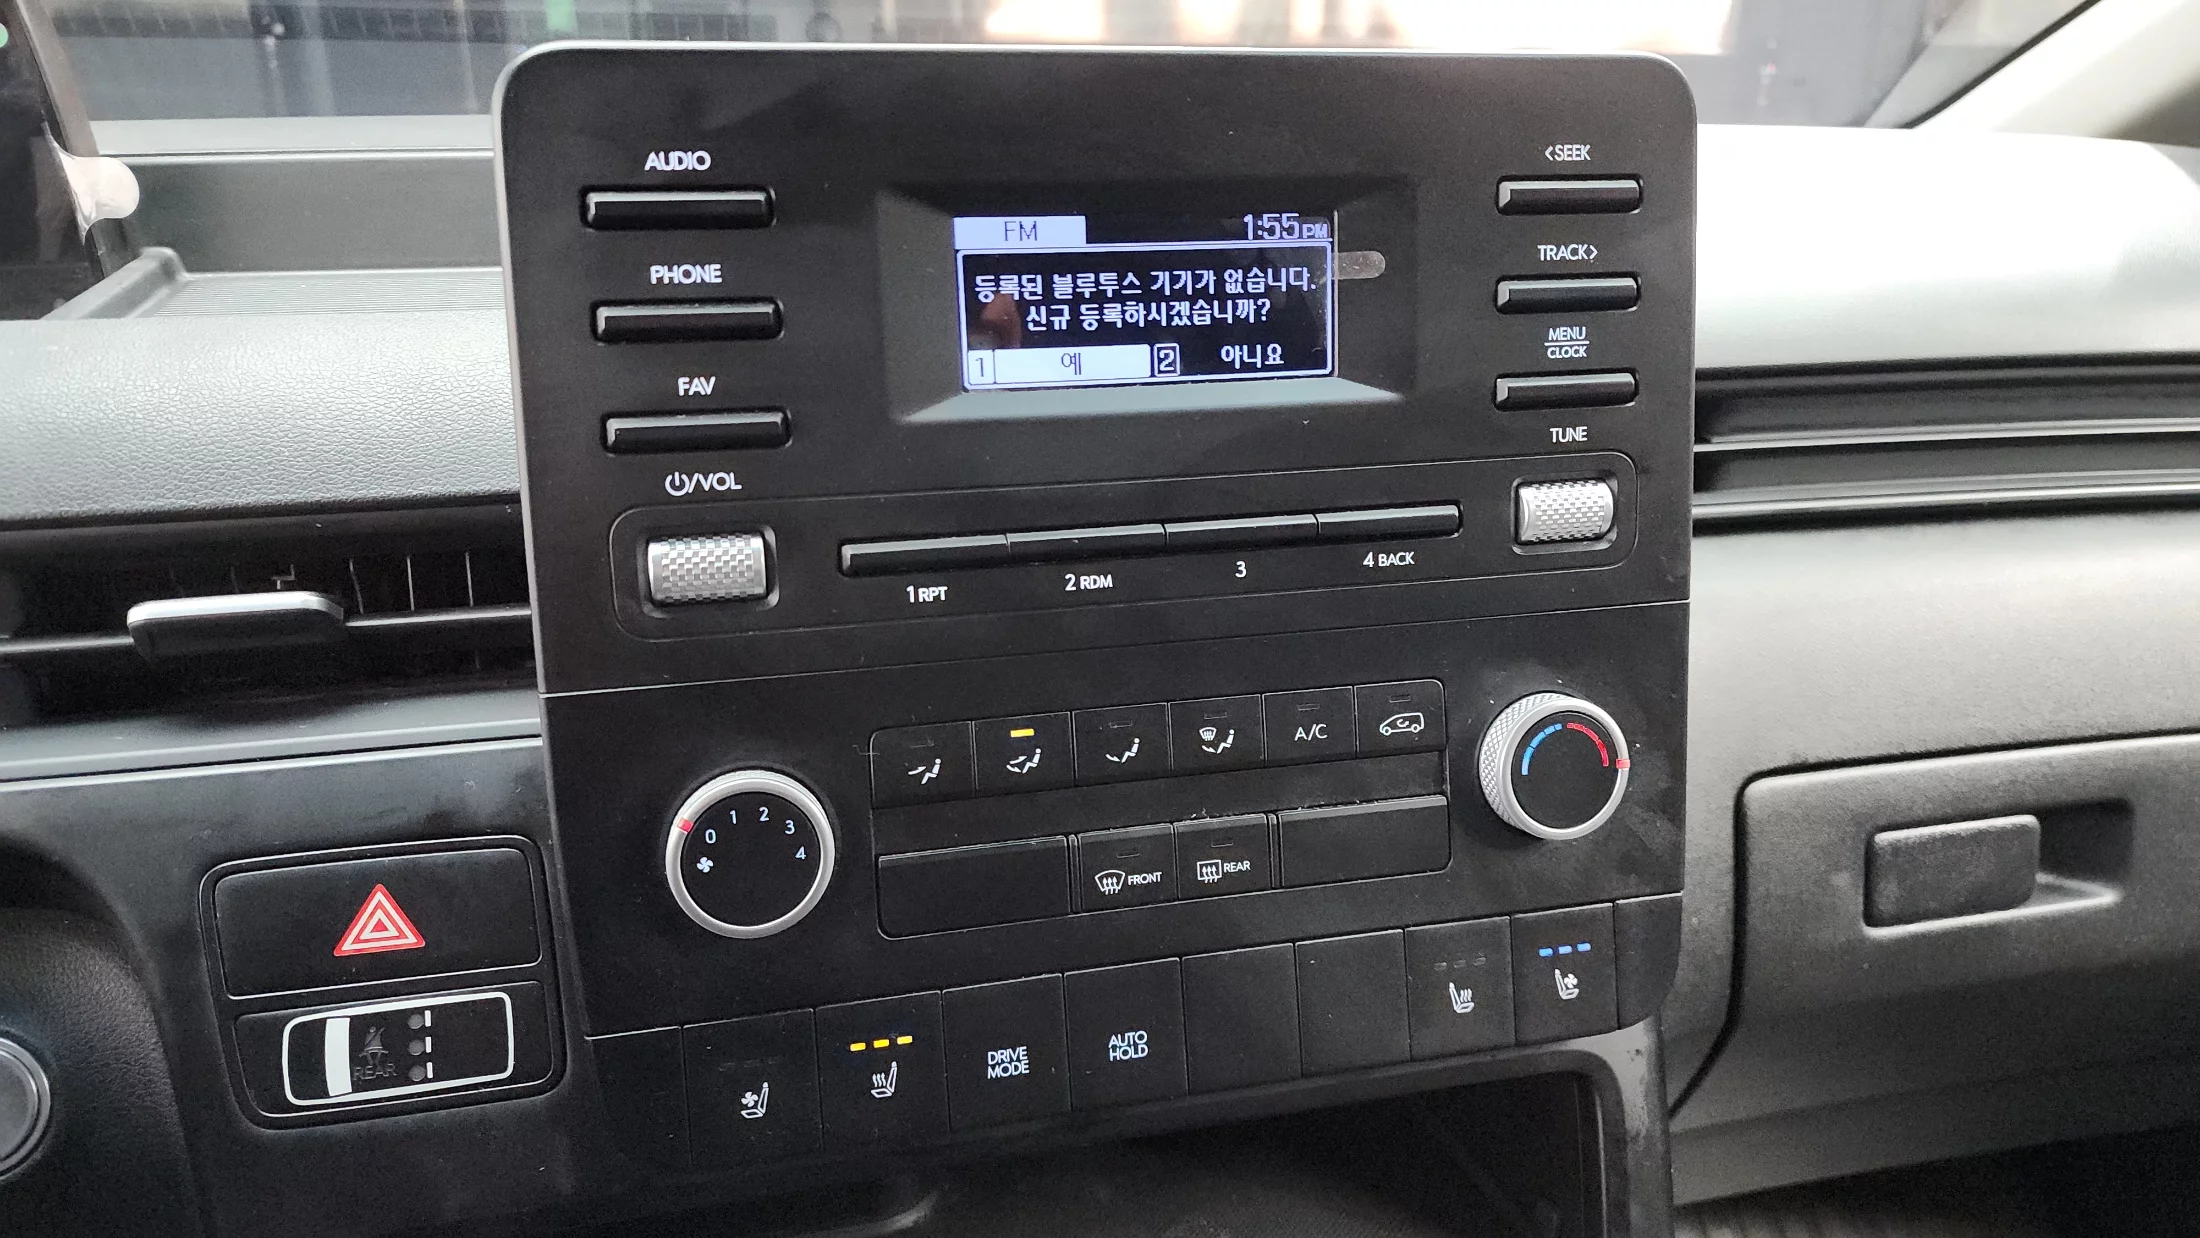 AUDIO
PHONE
FAV
/VOL
FM 1:55PM
등록된 블루투스 기기가 없습니다.
신규 등록하시겠습니까?
1 예 2 아니요
<SEEK
TRACK>
MENU
CLOCK
TUNE
1 RPT 2 RDM 3 4 BACK
0 1 2 3 4
A/C
FRONT REAR
REAR
DRIVE
MODE
AUTO
HOLD